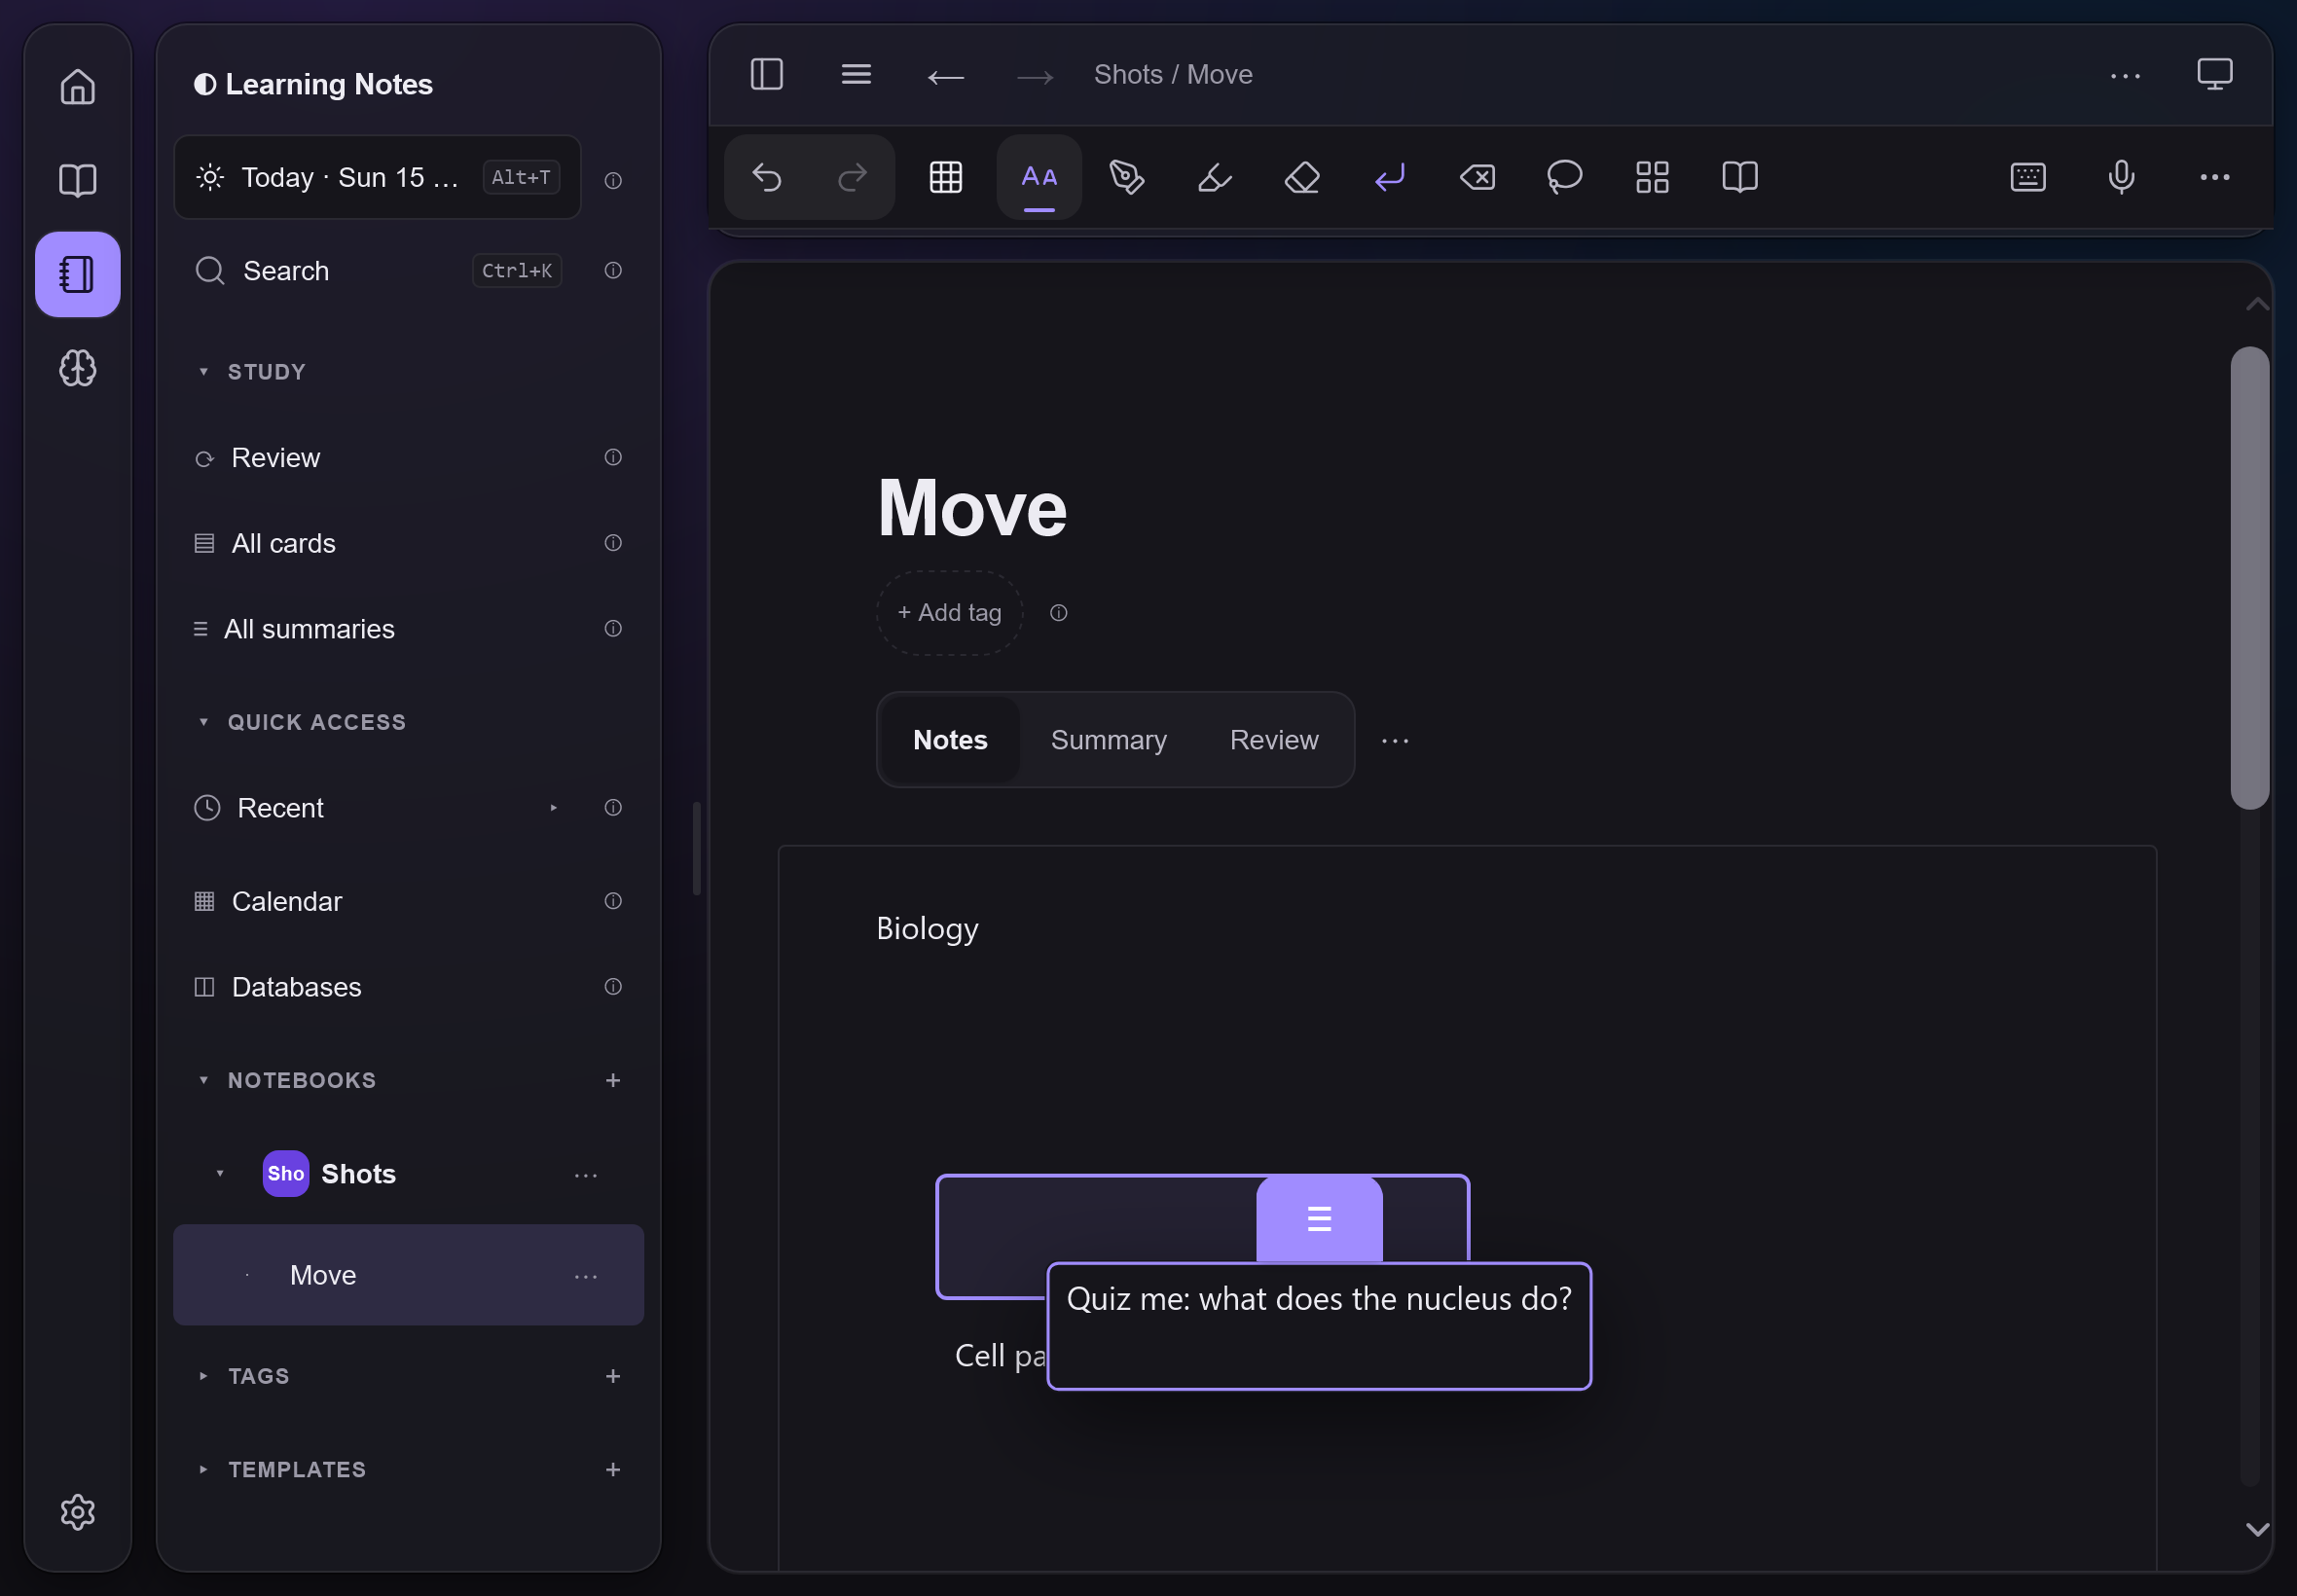 Learning Notes
Today · Sun 15 ... Alt+T
Search Ctrl+K
STUDY
Review
All cards
All summaries
QUICK ACCESS
Recent
Calendar
Databases
NOTEBOOKS
Sho Shots
Move
TAGS
TEMPLATES
Shots / Move
Move
+ Add tag
Notes Summary Review
Biology
Quiz me: what does the nucleus do?
Cell